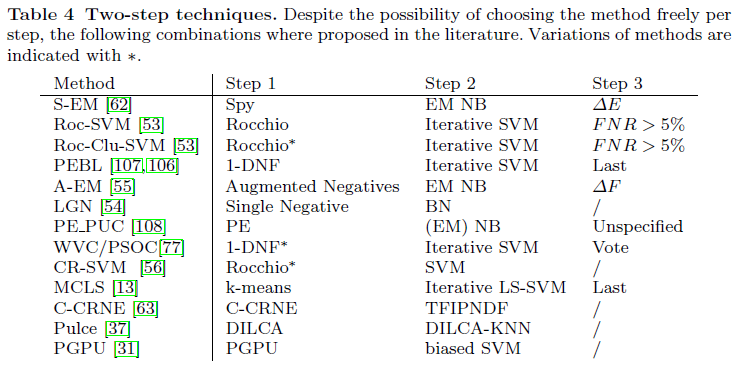 Table 4 Two-step techniques. Despite the possibility of choosing the method freely per
step, the following combinations where proposed in the literature. Variations of methods are
indicated with ∗.
Method Step 1 Step 2 Step 3
S-EM [62] Spy EM NB ΔE
Roc-SVM [53] Rocchio Iterative SVM FNR > 5%
Roc-Clu-SVM [53] Rocchio* Iterative SVM FNR > 5%
PEBL [107,106] 1-DNF Iterative SVM Last
A-EM [55] Augmented Negatives EM NB ΔF
LGN [54] Single Negative BN /
PE_PUC [108] PE (EM) NB Unspecified
WVC/PSOC[77] 1-DNF* Iterative SVM Vote
CR-SVM [56] Rocchio* SVM /
MCLS [13] k-means Iterative LS-SVM Last
C-CRNE [63] C-CRNE TFIPNDF /
Pulce [37] DILCA DILCA-KNN /
PGPU [31] PGPU biased SVM /